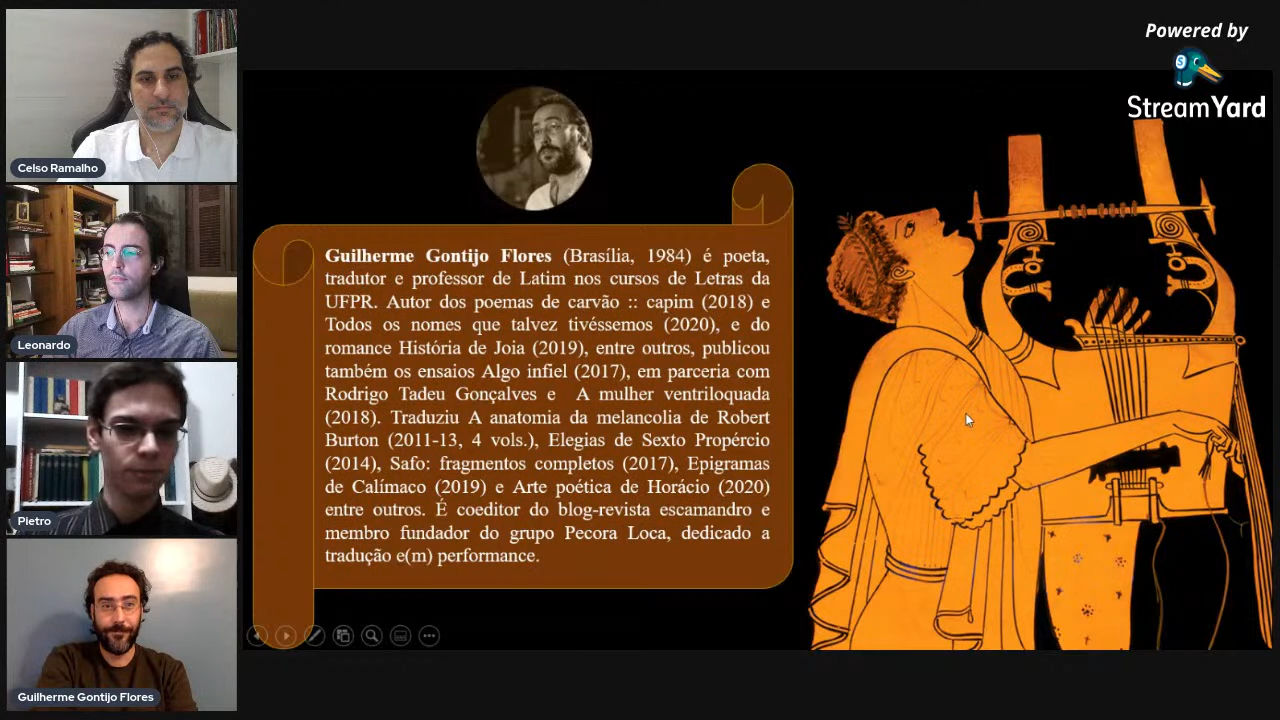 Powered by
StreamYard
Celso Ramalho
Leonardo
Pietro
Guilherme Gontijo Flores
Guilherme Gontijo Flores (Brasília, 1984) é poeta,
tradutor e professor de Latim nos cursos de Letras da
UFPR. Autor dos poemas de carvão :: capim (2018) e
Todos os nomes que talvez tivéssemos (2020), e do
romance História de Joia (2019), entre outros, publicou
também os ensaios Algo infiel (2017), em parceria com
Rodrigo Tadeu Gonçalves e A mulher ventriloquada
(2018). Traduziu A anatomia da melancolia de Robert
Burton (2011-13, 4 vols.), Elegias de Sexto Propércio
(2014), Safo: fragmentos completos (2017), Epigramas
de Calímaco (2019) e Arte poética de Horácio (2020)
entre outros. É coeditor do blog-revista escamandro e
membro fundador do grupo Pecora Loca, dedicado a
tradução e(m) performance.